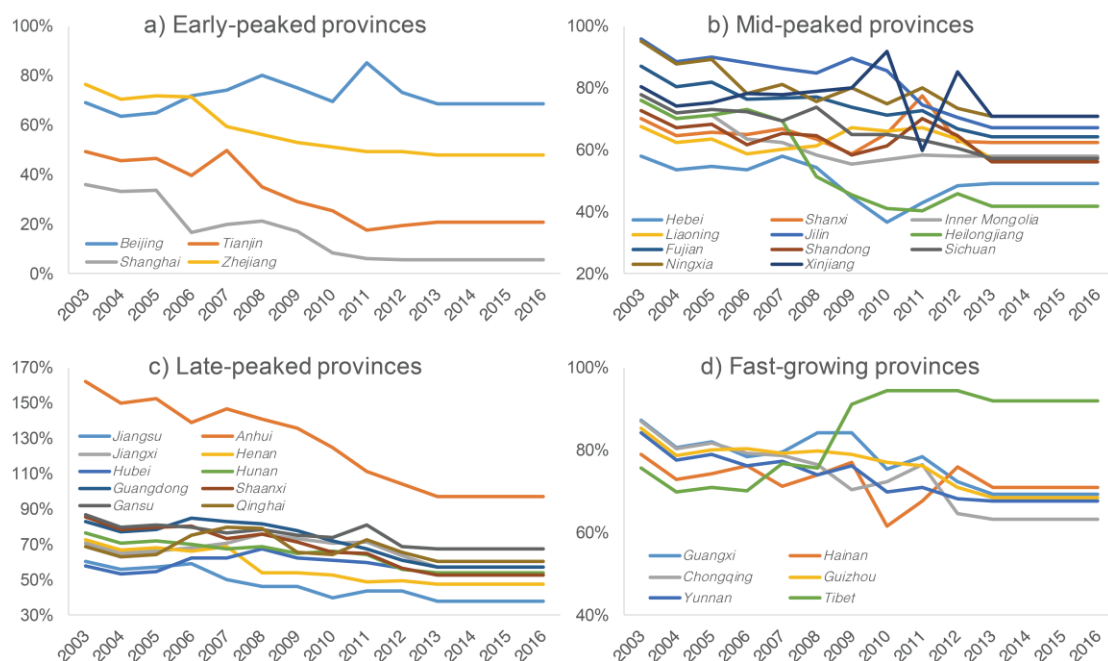 a) Early-peaked provinces
100%
80%
60%
40%
20%
0%
Beijing Tianjin
Shanghai Zhejiang
2003 2004 2005 2006 2007 2008 2009 2010 2011 2012 2013 2014 2015 2016
b) Mid-peaked provinces
100%
80%
60%
40%
20%
Hebei Shanxi Inner Mongolia
Liaoning Jilin Heilongjiang
Fujian Shandong Sichuan
Ningxia Xinjiang
2003 2004 2005 2006 2007 2008 2009 2010 2011 2012 2013 2014 2015 2016
c) Late-peaked provinces
170%
150%
130%
110%
90%
70%
50%
30%
Jiangsu Anhui
Jiangxi Henan
Hubei Hunan
Guangdong Shaanxi
Gansu Qinghai
2003 2004 2005 2006 2007 2008 2009 2010 2011 2012 2013 2014 2015 2016
d) Fast-growing provinces
100%
80%
60%
40%
Guangxi Hainan
Chongqing Guizhou
Yunnan Tibet
2003 2004 2005 2006 2007 2008 2009 2010 2011 2012 2013 2014 2015 2016